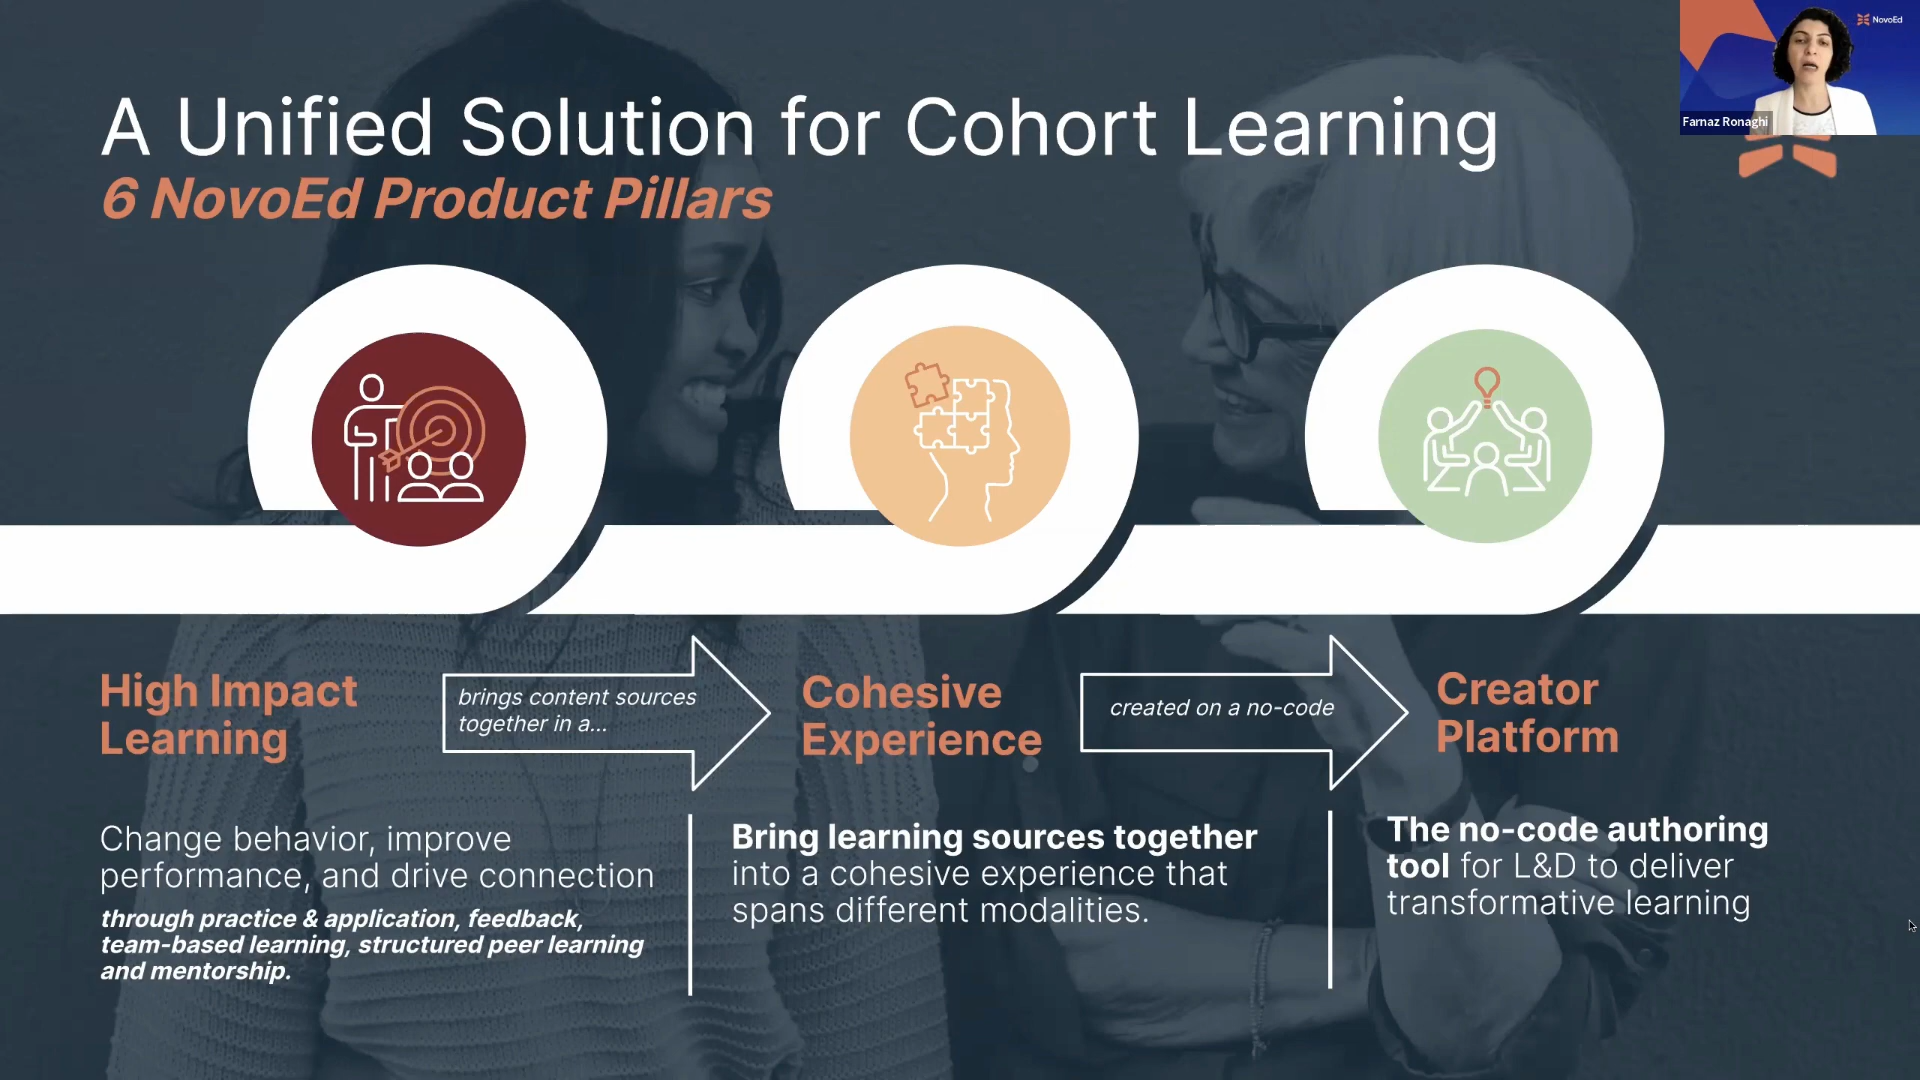 NovoEd
Farnaz Ronaghi
A Unified Solution for Cohort Learning
6 NovoEd Product Pillars
High Impact
Learning
brings content sources
together in a...
Cohesive
Experience
created on a no-code
Creator
Platform
Change behavior, improve
performance, and drive connection
through practice & application, feedback,
team-based learning, structured peer learning
and mentorship.
Bring learning sources together
into a cohesive experience that
spans different modalities.
The no-code authoring
tool for L&D to deliver
transformative learning